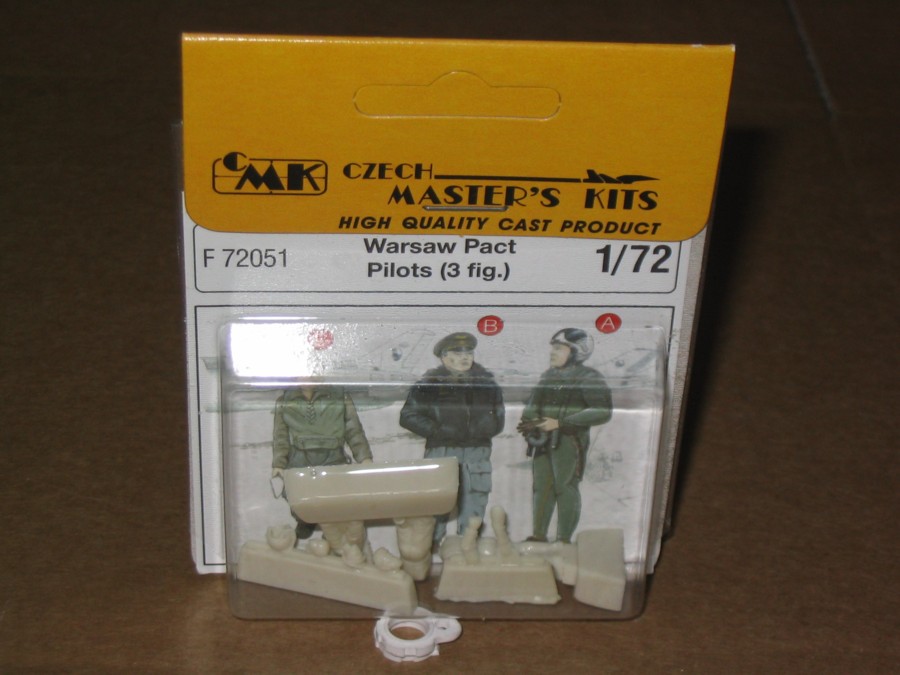 CMK
CZECH
MASTER'S KITS
HIGH QUALITY CAST PRODUCT
F 72051
Warsaw Pact
Pilots (3 fig.)
1/72
B
A